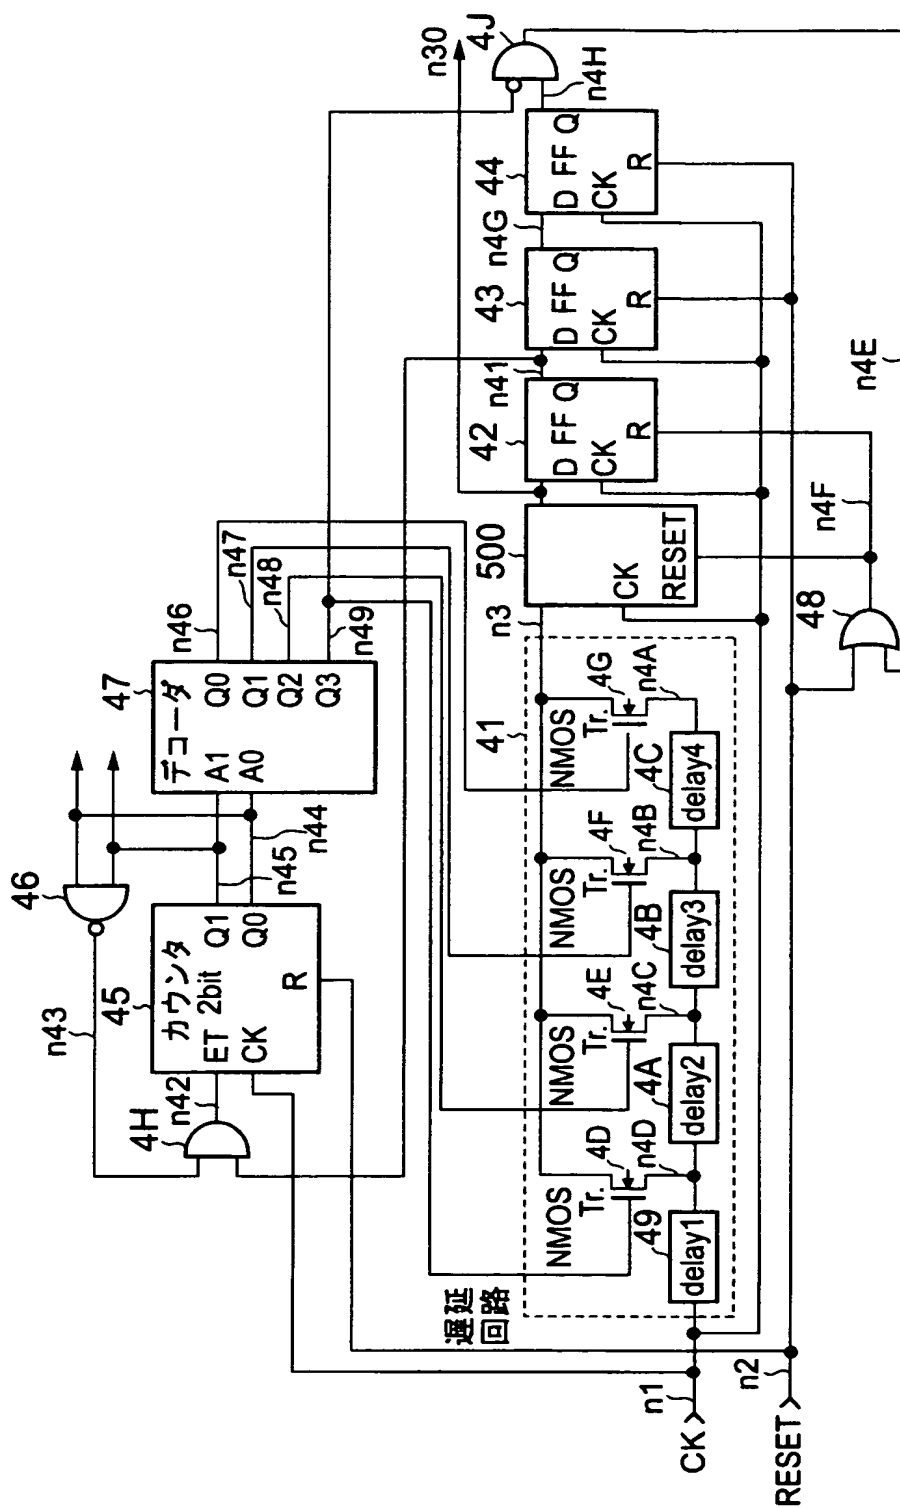 46
n43
45
カウンタ
2bit
ET
Q1
CK
Q0
R
n42
4H
n45
n44
47
デコーダ
A1
Q0
A0
Q1
Q2
Q3
n46
n47
n48
n49
n30
4J
n4H
遅延
回路
41
NMOS
Tr.
4D
n4D
49
delay1
NMOS
Tr.
4E
n4C
4A
delay2
NMOS
Tr.
4F
n4B
4B
delay3
NMOS
Tr.
4G
n4A
4C
delay4
n3
500
CK
RESET
42
D FF Q
CK
R
n41
43
D FF Q
CK
R
n4G
44
D FF Q
CK
R
CK
n1
RESET
n2
48
n4F
n4E